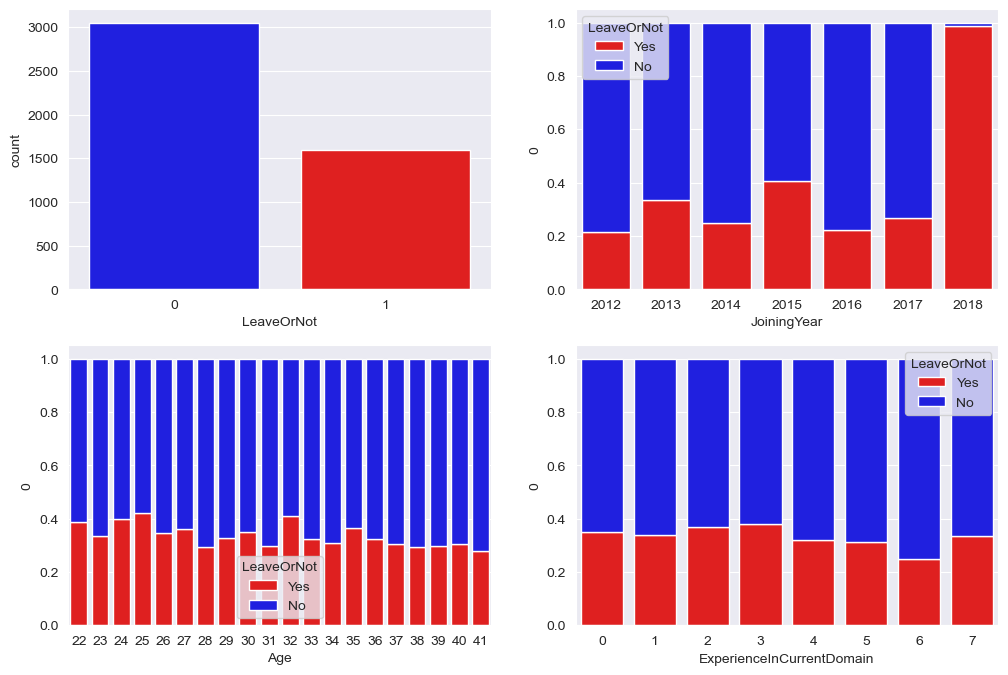 3000
2500
2000
1500
1000
500
0
count
0 1
LeaveOrNot
1.0
0.8
0.6
0.4
0.2
0.0
0
LeaveOrNot
Yes
No
2012 2013 2014 2015 2016 2017 2018
JoiningYear
1.0
0.8
0.6
0.4
0.2
0.0
0
LeaveOrNot
Yes
No
22 23 24 25 26 27 28 29 30 31 32 33 34 35 36 37 38 39 40 41
Age
1.0
0.8
0.6
0.4
0.2
0.0
0
LeaveOrNot
Yes
No
0 1 2 3 4 5 6 7
ExperienceInCurrentDomain